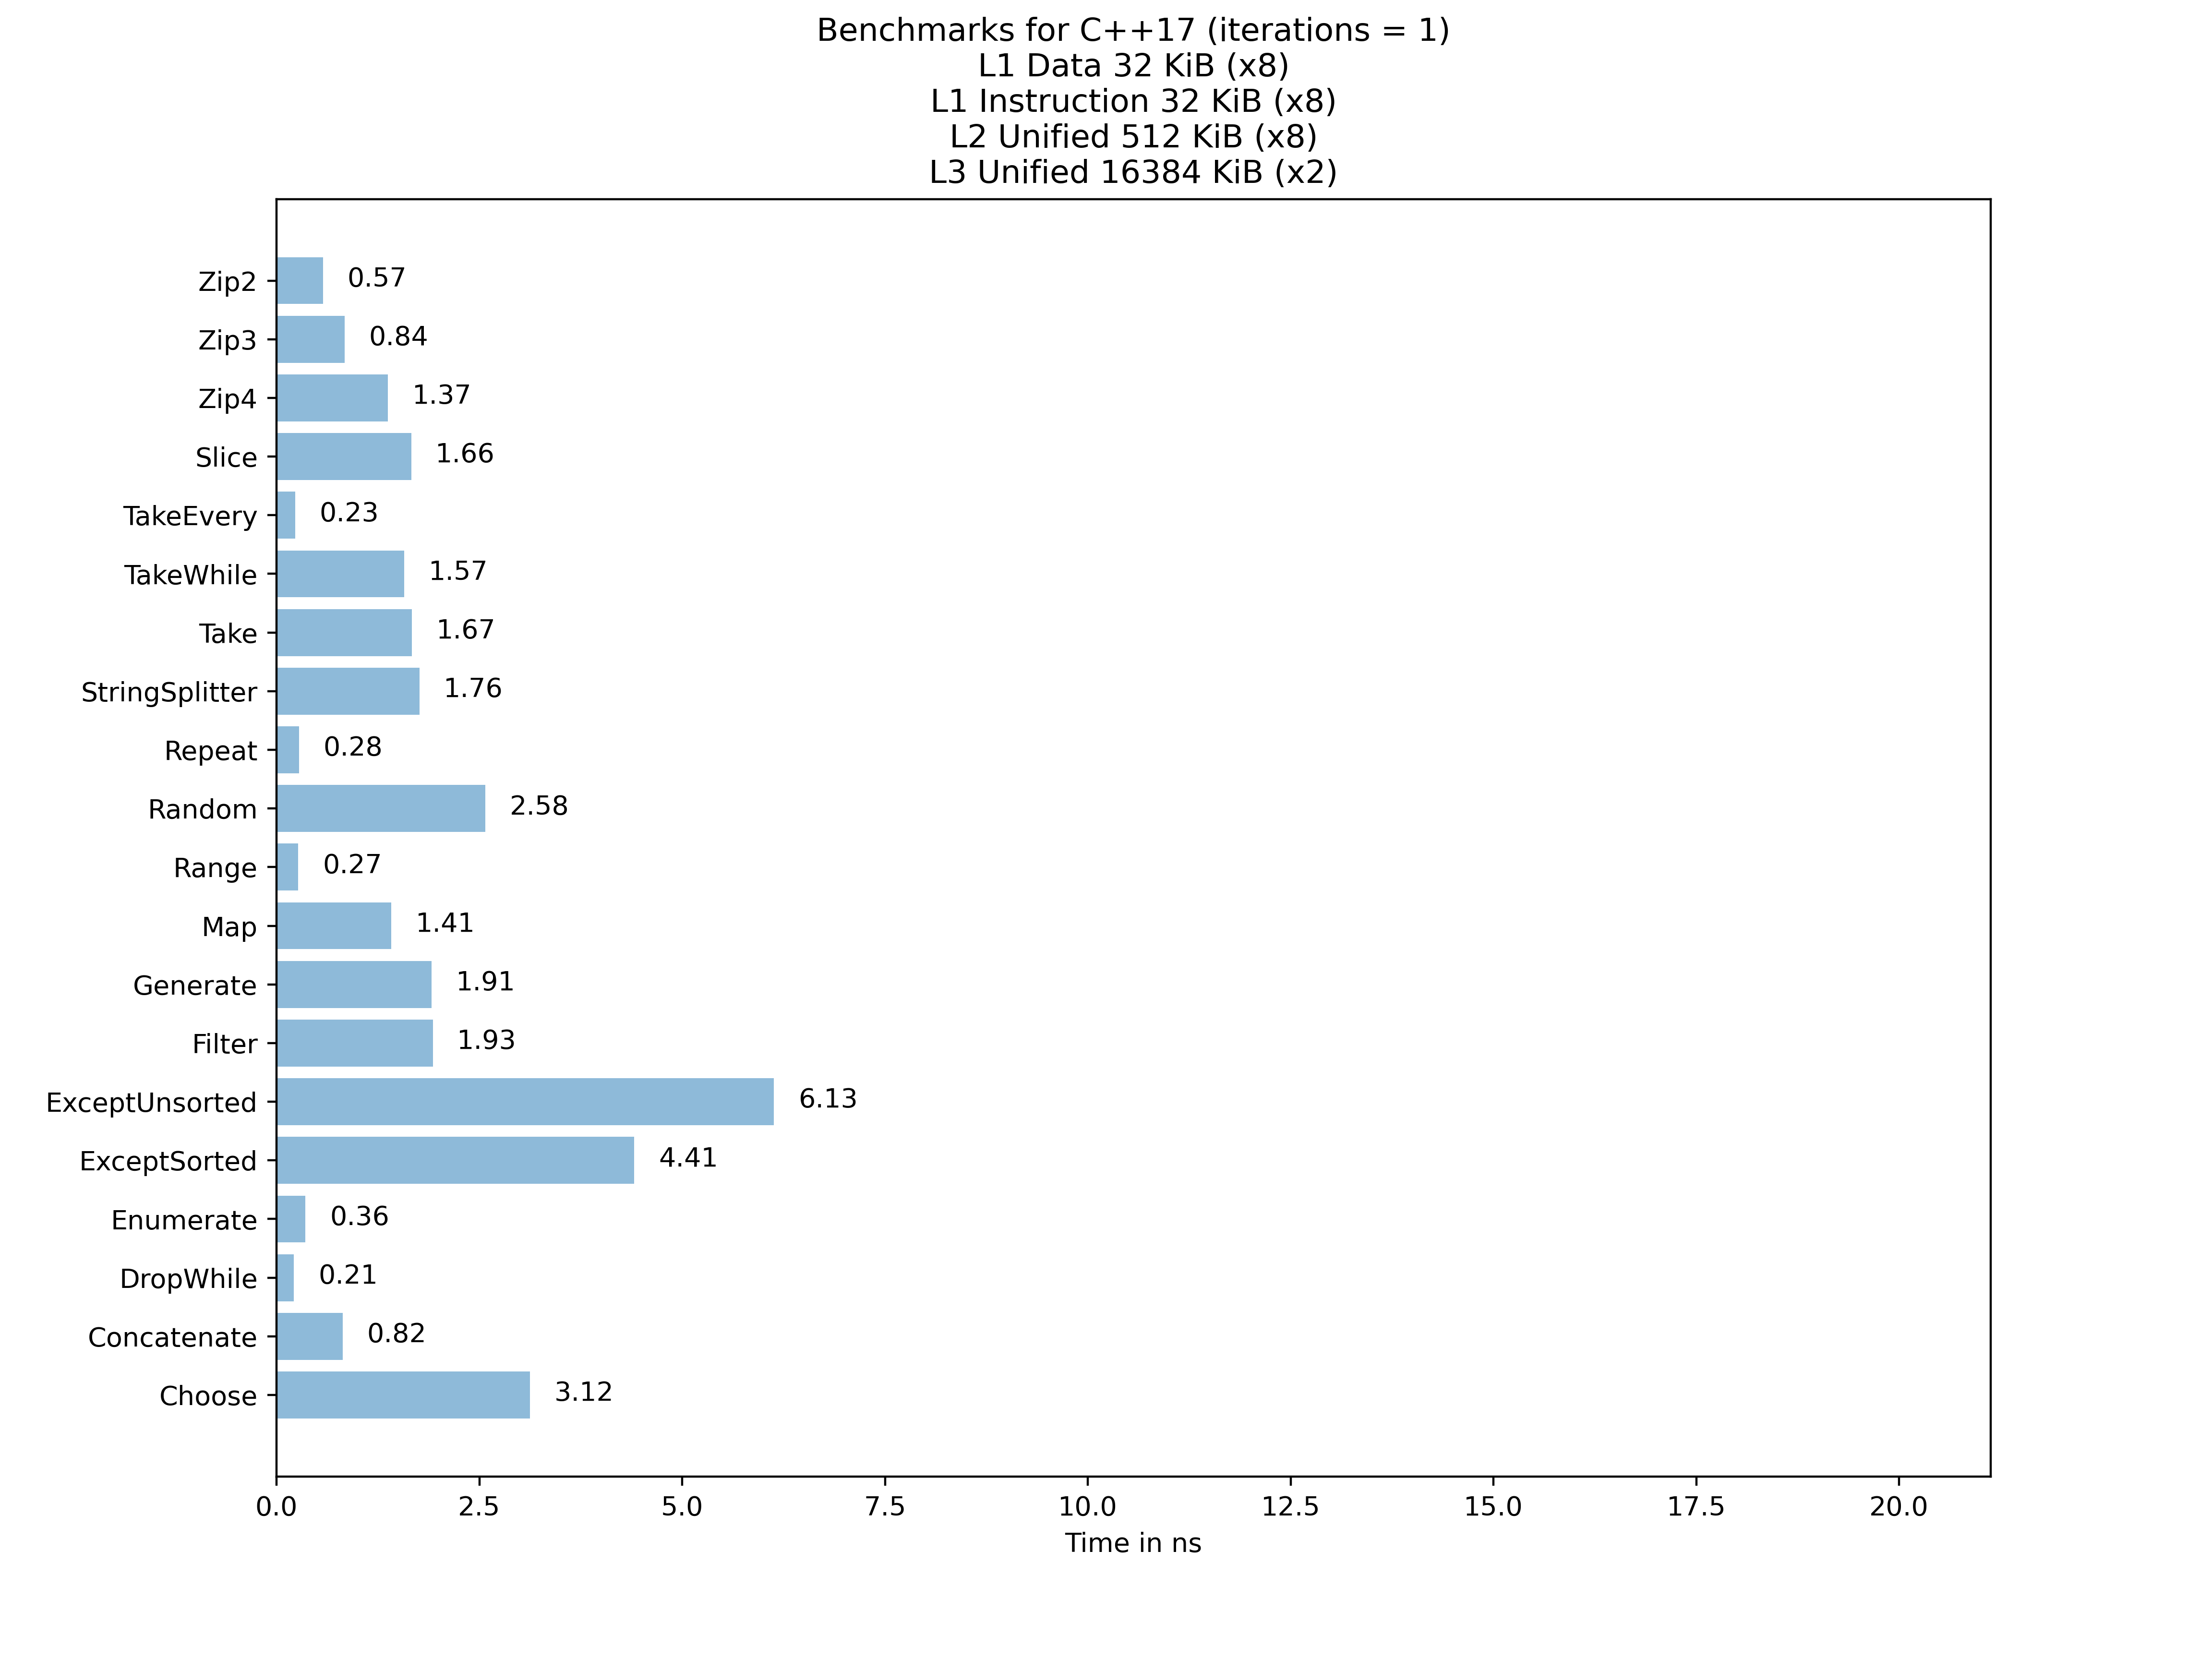 Benchmarks for C++17 (iterations = 1)
L1 Data 32 KiB (x8)
L1 Instruction 32 KiB (x8)
L2 Unified 512 KiB (x8)
L3 Unified 16384 KiB (x2)
Zip2 0.57
Zip3 0.84
Zip4 1.37
Slice 1.66
TakeEvery 0.23
TakeWhile 1.57
Take 1.67
StringSplitter 1.76
Repeat 0.28
Random 2.58
Range 0.27
Map 1.41
Generate 1.91
Filter 1.93
ExceptUnsorted 6.13
ExceptSorted 4.41
Enumerate 0.36
DropWhile 0.21
Concatenate 0.82
Choose 3.12
0.0 2.5 5.0 7.5 10.0 12.5 15.0 17.5 20.0
Time in ns